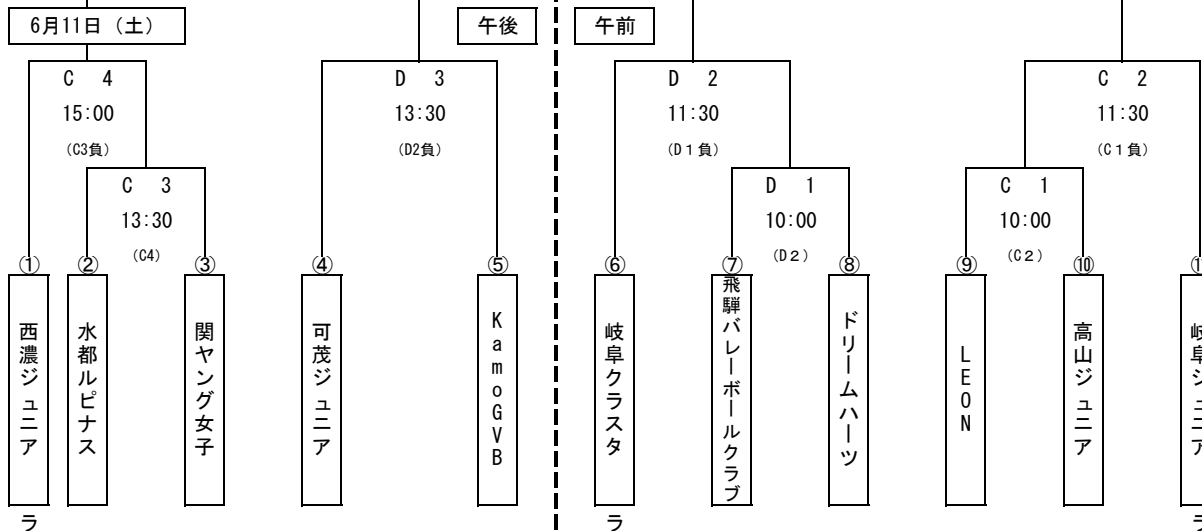 6月11日（土）
午後
午前
C 4
15:00
（C3負）
D 3
13:30
（D2負）
D 2
11:30
（D１負）
C 2
11:30
（C１負）
C 3
13:30
（C4）
D 1
10:00
（D２）
C 1
10:00
（C２）
①
②
③
④
⑤
⑥
⑦
⑧
⑨
⑩
西濃ジュニア
水都ルピナス
関ヤング女子
可茂ジュニア
KamoGVB
岐阜クラスタ
飛騨バレーボールクラブ
ドリームハーツ
LEON
高山ジュニア
岐阜ジュニア
ラ
ラ